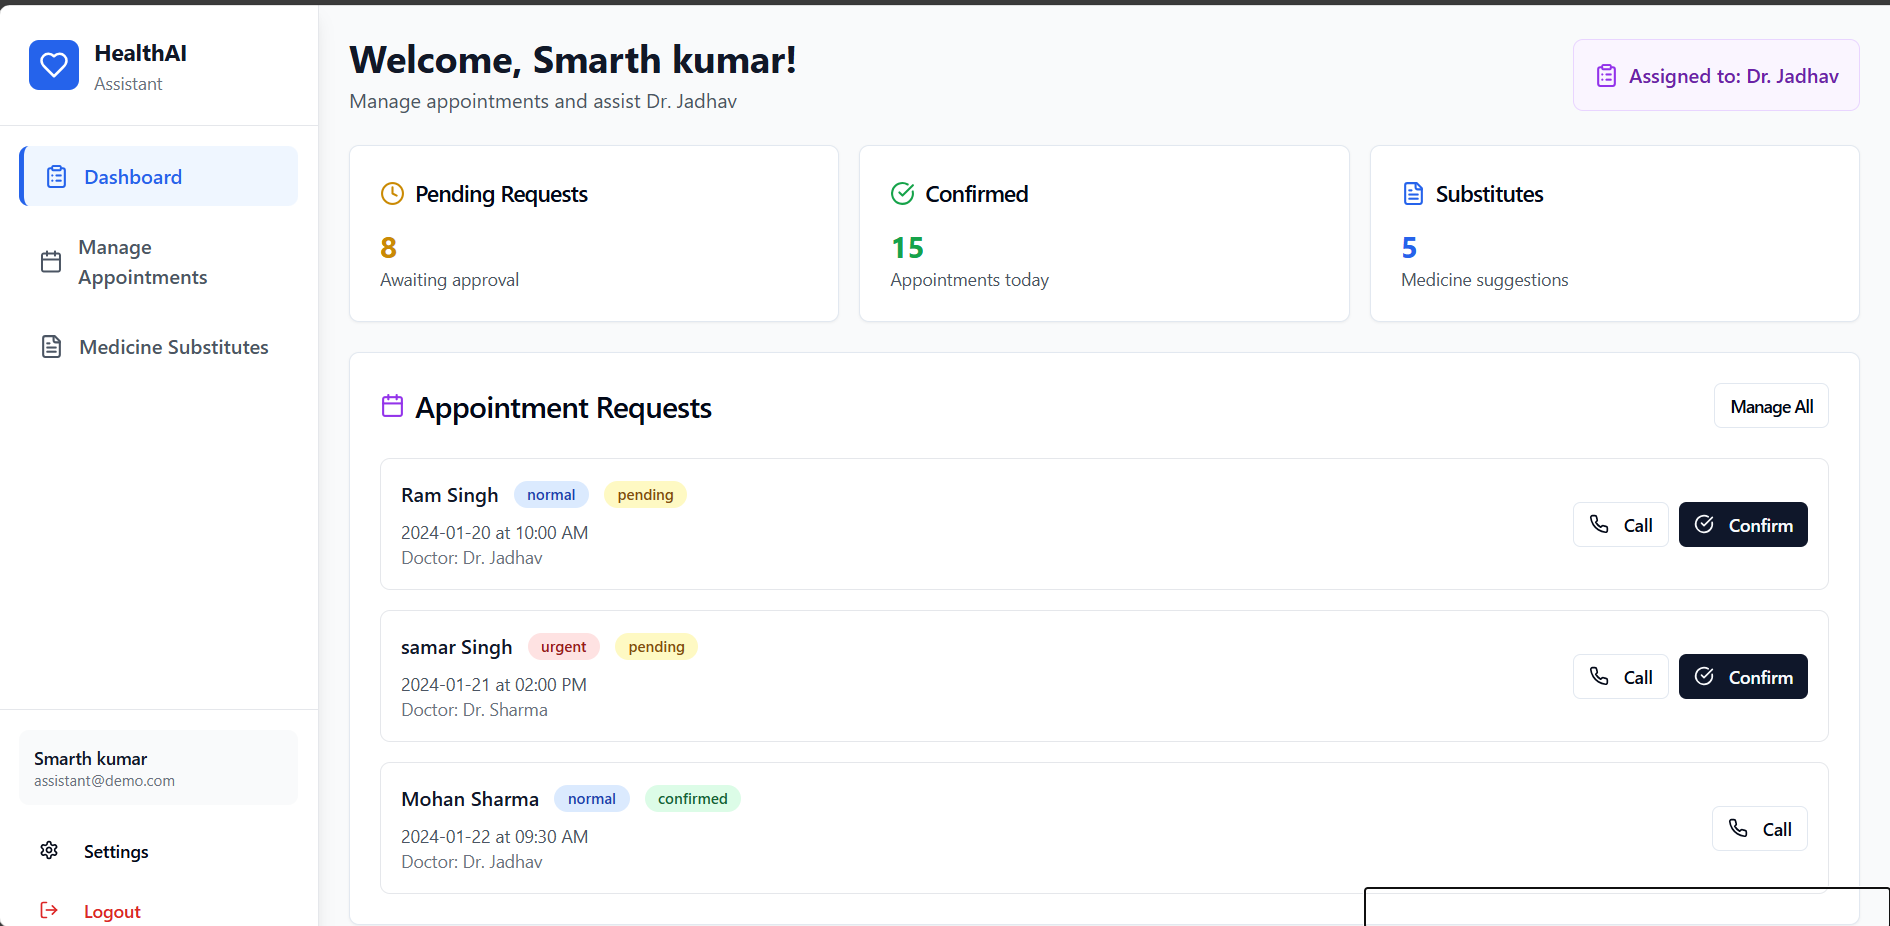 HealthAI
Assistant
Dashboard
Manage
Appointments
Medicine Substitutes
Smarth kumar
assistant@demo.com
Settings
Logout
Welcome, Smarth kumar!
Manage appointments and assist Dr. Jadhav
Assigned to: Dr. Jadhav
Pending Requests
8
Awaiting approval
Confirmed
15
Appointments today
Substitutes
5
Medicine suggestions
Appointment Requests
Manage All
Ram Singh normal pending
2024-01-20 at 10:00 AM
Doctor: Dr. Jadhav
Call Confirm
samar Singh urgent pending
2024-01-21 at 02:00 PM
Doctor: Dr. Sharma
Call Confirm
Mohan Sharma normal confirmed
2024-01-22 at 09:30 AM
Doctor: Dr. Jadhav
Call